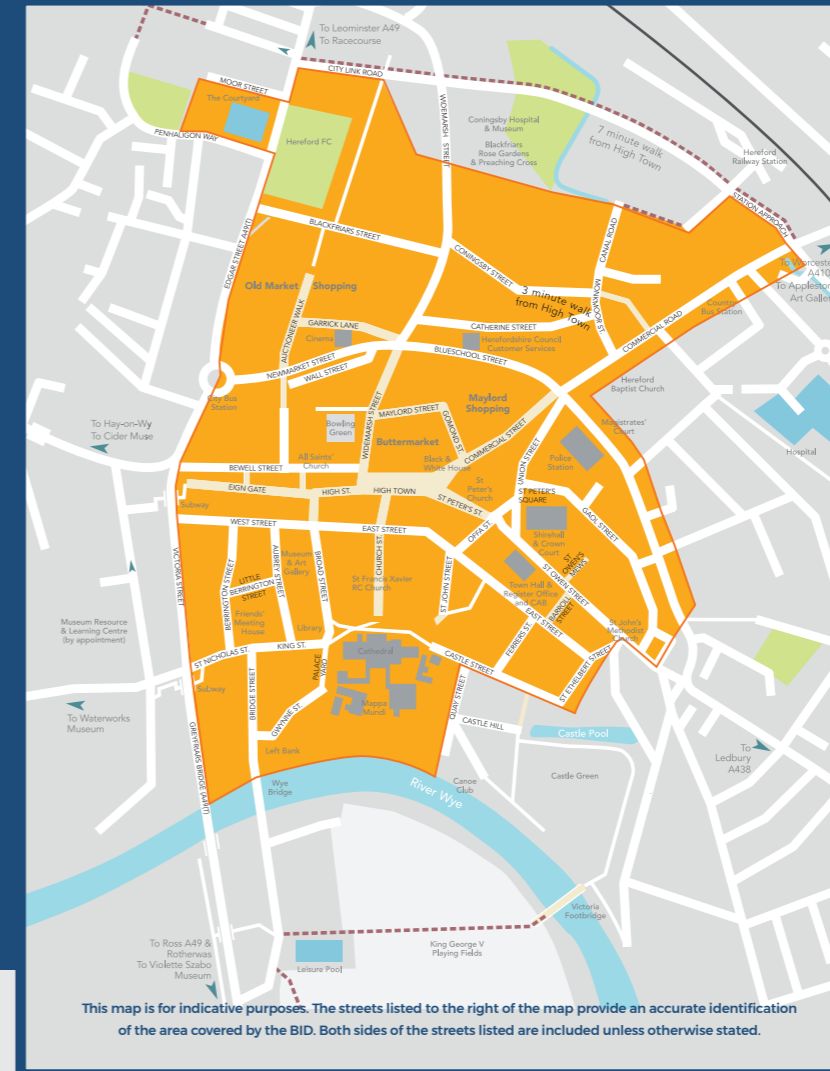 To Leominster A49
To Racecourse
CITY LINK ROAD
MOOR STREET
The Courtyard
PENHALIGON WAY
Hereford FC
WIDEMARSH STREET
Coningsby Hospital
& Museum
Blackfriars
Rose Gardens
& Preaching Cross
7 minute walk
from High Town
Hereford
Railway Station
STATION APPROACH
EDGAR STREET A49(T)
BLACKFRIARS STREET
CANAL ROAD
CONINGSBY STREET
To Worceste
A410
To Appleston
Art Galler
Old Market Shopping
3 minute walk
from High Town
MONKMOOR ST.
County
Bus Station
AUCTIONEER WALK
GARRICK LANE
Cinema
CATHERINE STREET
Herefordshire Council
Customer Services
COMMERCIAL ROAD
NEWMARKET STREET
WALL STREET
BLUESCHOOL STREET
City Bus
Station
Hereford
Baptist Church
Maylord
Shopping
WIDEMARSH STREET
MAYLORD STREET
GOMOND ST.
To Hay-on-Wy
To Cider Muse
Bowling
Green
Buttermarket
COMMERCIAL STREET
Magistrates'
Court
Hospital
All Saints'
Church
Black &
White House
UNION STREET
Police
Station
BEWELL STREET
EIGN GATE
HIGH ST.
HIGH TOWN
ST PETER'S ST.
St
Peter's
Church
ST PETER'S
SQUARE
GAOL STREET
Subway
WEST STREET
EAST STREET
OFFA ST.
Shirehall
& Crown
Court
VICTORIA STREET
BERRINGTON STREET
AUBREY STREET
Museum
& Art
Gallery
BROAD STREET
CHURCH ST.
ST JOHN STREET
ST OWEN'S
MEWS
ST OWEN STREET
LITTLE
BERRINGTON
STREET
St Francis Xavier
RC Church
Town Hall &
Register Office
and CAB
BARROLL
STREET
Museum Resource
& Learning Centre
(by appointment)
Friends'
Meeting
House
Library
EAST STREET
FERRERS ST.
St John's
Methodist
Church
ST NICHOLAS ST.
KING ST.
Cathedral
CASTLE STREET
ST ETHELBERT STREET
Subway
PALACE
YARD
BRIDGE STREET
Mappa
Mundi
QUAY STREET
GWYNNE ST.
CASTLE HILL
Castle Pool
To Waterworks
Museum
GREYFRIARS BRIDGE (A49(T)
Left Bank
To
Ledbury
A438
Wye
Bridge
River Wye
Canoe
Club
Castle Green
Victoria
Footbridge
To Ross A49 &
Rotherwas
To Violette Szabo
Museum
King George V
Playing Fields
Leisure Pool
This map is for indicative purposes. The streets listed to the right of the map provide an accurate identification
of the area covered by the BID. Both sides of the streets listed are included unless otherwise stated.